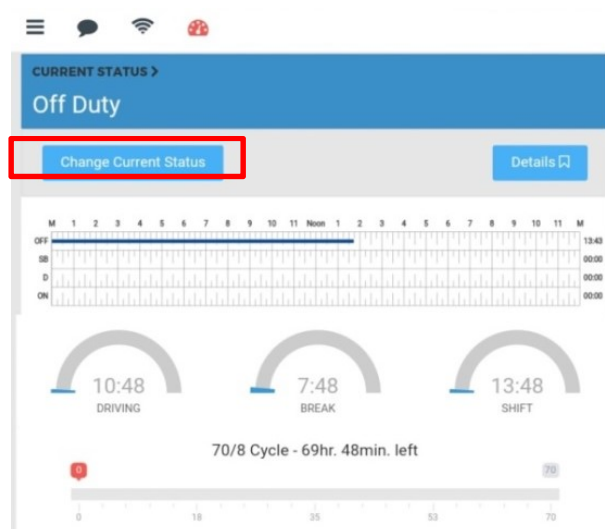 CURRENT STATUS >
Off Duty
Change Current Status
Details
M 1 2 3 4 5 6 7 8 9 10 11 Noon 1 2 3 4 5 6 7 8 9 10 11 M
OFF 13:43
SB 00:00
D 00:00
ON 00:00
10:48 7:48 13:48
DRIVING BREAK SHIFT
70/8 Cycle - 69hr. 48min. left
0 70
0 18 35 53 70